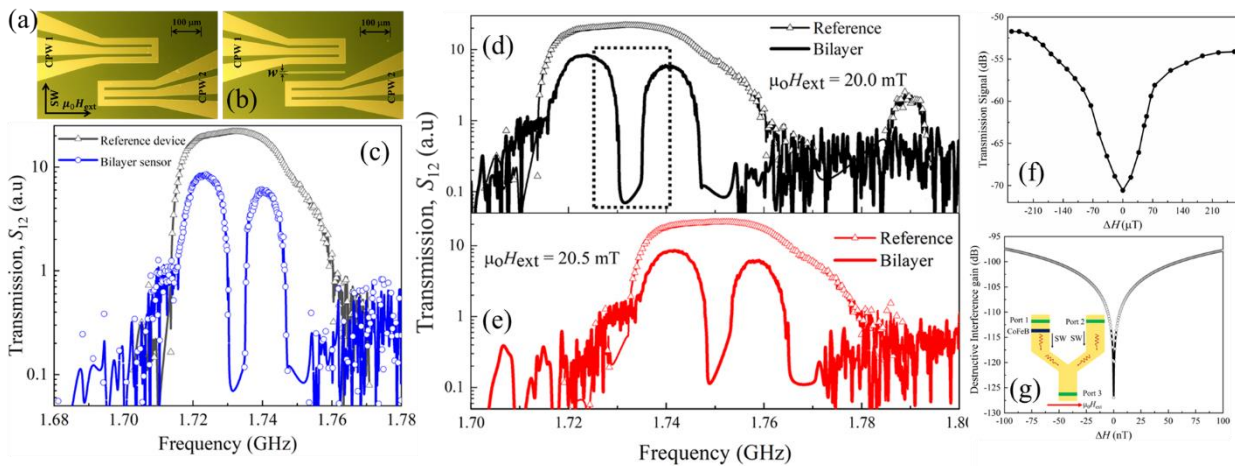 (a)
100 μm
CPW 1
CPW 2
SW
μ₀Hext
(b)
100 μm
CPW 1
CPW 2
w
(c)
Reference device
Bilayer sensor
Transmission, S₁₂ (a.u)
10
1
0.1
1.68 1.70 1.72 1.74 1.76 1.78
Frequency (GHz)
(d)
Reference
Bilayer
μ₀Hext = 20.0 mT
10
1
0.1
Transmission, S₁₂ (a.u)
(e)
Reference
Bilayer
μ₀Hext = 20.5 mT
10
1
0.1
1.70 1.72 1.74 1.76 1.78 1.80
Frequency (GHz)
(f)
Transmission Signal (dB)
-50
-55
-60
-65
-70
-210 -140 -70 0 70 140 210
ΔH (μT)
(g)
Destructive Interference gain (dB)
-95
-100
-105
-110
-115
-120
-125
-130
Port 1
Port 2
CoFeB
SW
SW
Port 3
μ₀Hext
-100 -75 -50 -25 0 25 50 75 100
ΔH (nT)